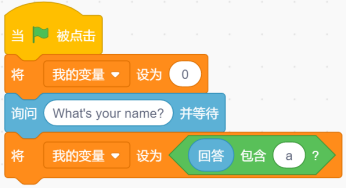 当 被点击
将 我的变量 设为 0
询问 What's your name? 并等待
将 我的变量 设为 回答 包含 a ?